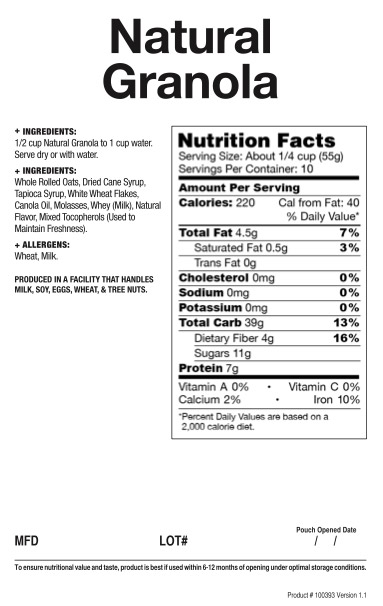 Natural
Granola
+ INGREDIENTS:
1/2 cup Natural Granola to 1 cup water.
Serve dry or with water.
+ INGREDIENTS:
Whole Rolled Oats, Dried Cane Syrup,
Tapioca Syrup, White Wheat Flakes,
Canola Oil, Molasses, Whey (Milk), Natural
Flavor, Mixed Tocopherols (Used to
Maintain Freshness).
+ ALLERGENS:
Wheat, Milk.
PRODUCED IN A FACILITY THAT HANDLES
MILK, SOY, EGGS, WHEAT, & TREE NUTS.
Nutrition Facts
Serving Size: About 1/4 cup (55g)
Servings Per Container: 10
Amount Per Serving
Calories: 220 Cal from Fat: 40
% Daily Value*
Total Fat 4.5g 7%
Saturated Fat 0.5g 3%
Trans Fat 0g
Cholesterol 0mg 0%
Sodium 0mg 0%
Potassium 0mg 0%
Total Carb 39g 13%
Dietary Fiber 4g 16%
Sugars 11g
Protein 7g
Vitamin A 0% • Vitamin C 0%
Calcium 2% • Iron 10%
*Percent Daily Values are based on a
2,000 calorie diet.
Pouch Opened Date
MFD LOT# / /
To ensure nutritional value and taste, product is best if used within 6-12 months of opening under optimal storage conditions.
Product # 100393 Version 1.1